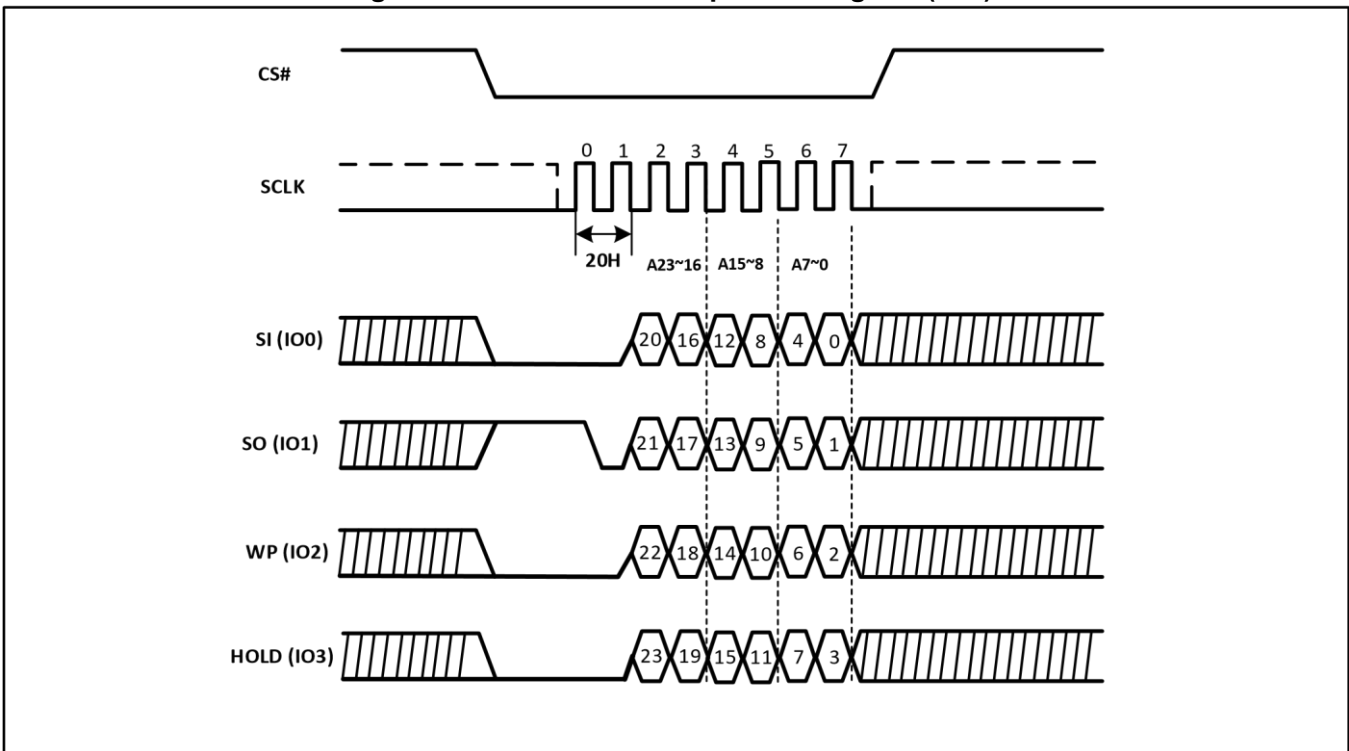 CS#
0 1 2 3 4 5 6 7
SCLK
20H A23~16 A15~8 A7~0
SI (IO0) 20 16 12 8 4 0
SO (IO1) 21 17 13 9 5 1
WP (IO2) 22 18 14 10 6 2
HOLD (IO3) 23 19 15 11 7 3